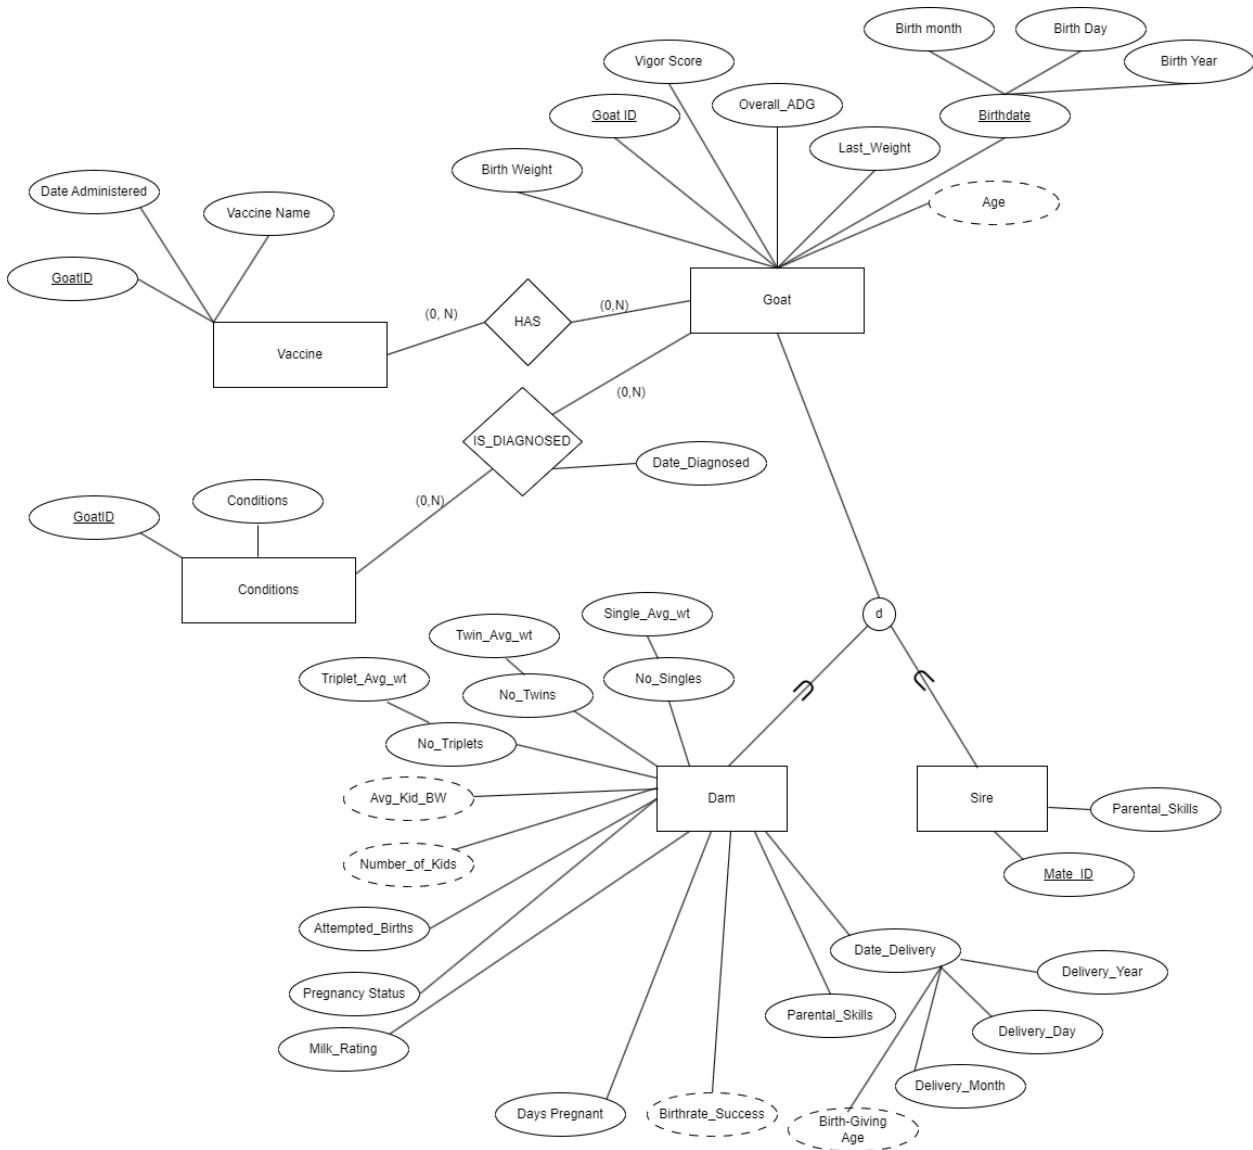 Birth month
Birth Day
Birth Year
Vigor Score
Goat ID
Overall_ADG
Birthdate
Last_Weight
Birth Weight
Age
Date Administered
Vaccine Name
GoatID
Goat
(0, N)
HAS
(0,N)
Vaccine
(0,N)
IS_DIAGNOSED
Date_Diagnosed
(0,N)
Conditions
GoatID
Conditions
d
Single_Avg_wt
Twin_Avg_wt
Triplet_Avg_wt
No_Singles
No_Twins
No_Triplets
Avg_Kid_BW
Dam
Sire
Parental_Skills
Number_of_Kids
Mate_ID
Attempted_Births
Date_Delivery
Delivery_Year
Pregnancy Status
Parental_Skills
Delivery_Day
Milk_Rating
Delivery_Month
Days Pregnant
Birthrate_Success
Birth-Giving
Age